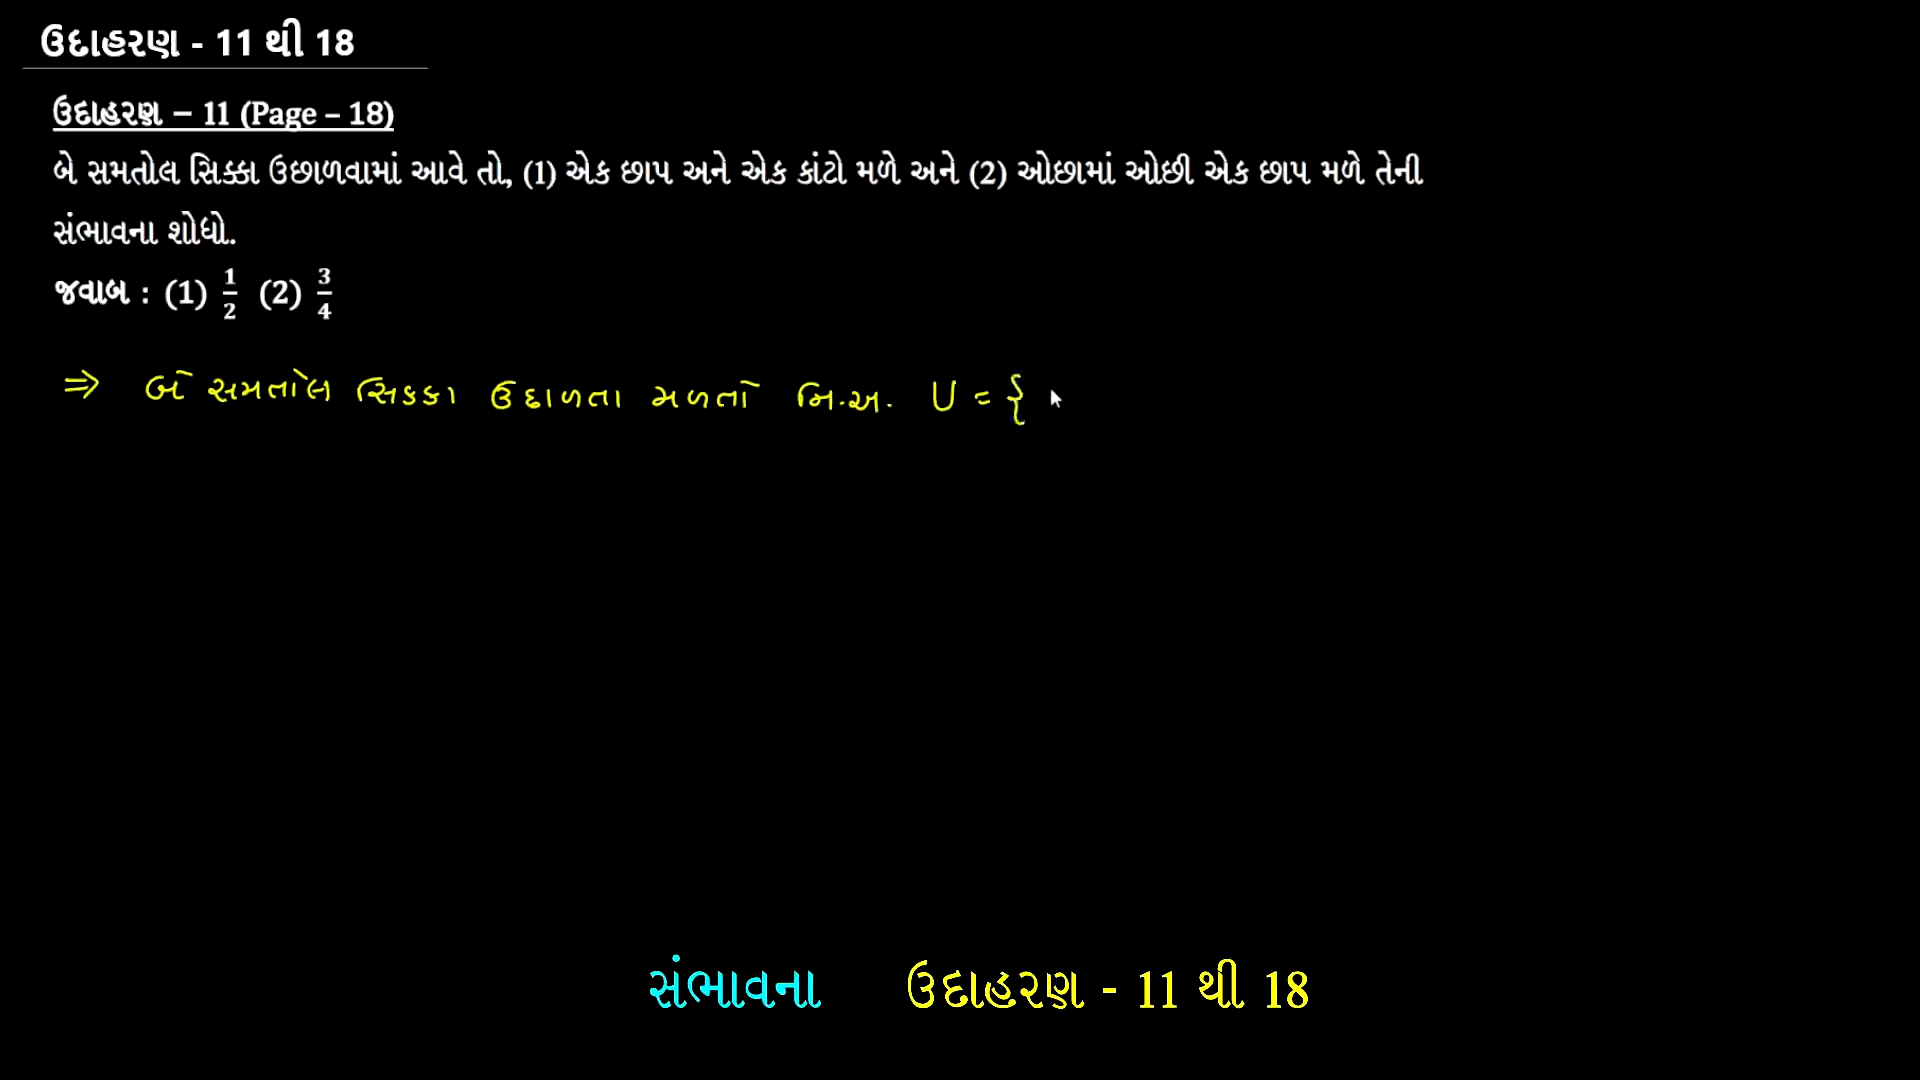 ઉદાહરણ - 11 થી 18
ઉદાહરણ – 11 (Page – 18)
બે સમતોલ સિક્કા ઉછાળવામાં આવે તો, (1) એક છાપ અને એક કાંટો મળે અને (2) ઓછામાં ઓછી એક છાપ મળે તેની
સંભાવના શોધો.
જવાબ : (1) 1/2 (2) 3/4
⇒ બે સમતોલ સિક્કા ઉછાળતા મળતો નિ.અ. U = {
સંભાવના ઉદાહરણ - 11 થી 18